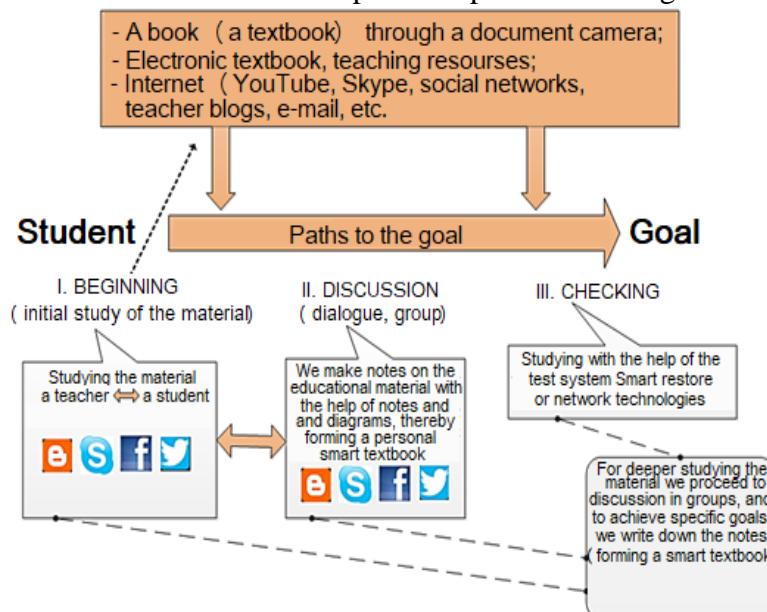 - A book ( a textbook) through a document camera;
- Electronic textbook, teaching resourses;
- Internet ( YouTube, Skype, social networks,
teacher blogs, e-mail, etc.
Student
Paths to the goal
Goal
I. BEGINNING
( initial study of the material)
II. DISCUSSION
( dialogue, group)
III. CHECKING
Studying the material
a teacher ⇔ a student
We make notes on the
educational material with
the help of notes and
and diagrams, thereby
forming a personal
smart textbook
Studying with the help of the
test system Smart restore
or network technologies
For deeper studying the
material we proceed to
discussion in groups, and
to achieve specific goals
we write down the notes
( forming a smart textbook